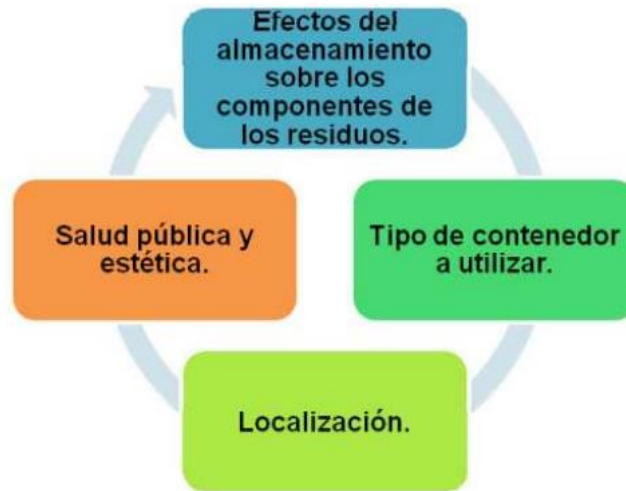 Efectos del
almacenamiento
sobre los
componentes de
los residuos.
Salud pública y
estética.
Tipo de contenedor
a utilizar.
Localización.